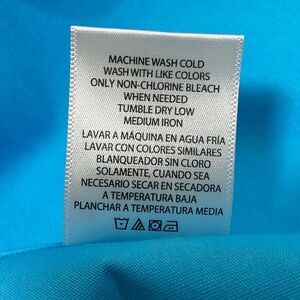 MACHINE WASH COLD
WASH WITH LIKE COLORS
ONLY NON-CHLORINE BLEACH
WHEN NEEDED
TUMBLE DRY LOW
MEDIUM IRON
LAVAR A MÁQUINA EN AGUA FRÍA
LAVAR CON COLORES SIMILARES
BLANQUEADOR SIN CLORO
SOLAMENTE, CUANDO SEA
NECESARIO SECAR EN SECADORA
A TEMPERATURA BAJA
PLANCHAR A TEMPERATURA MEDIA